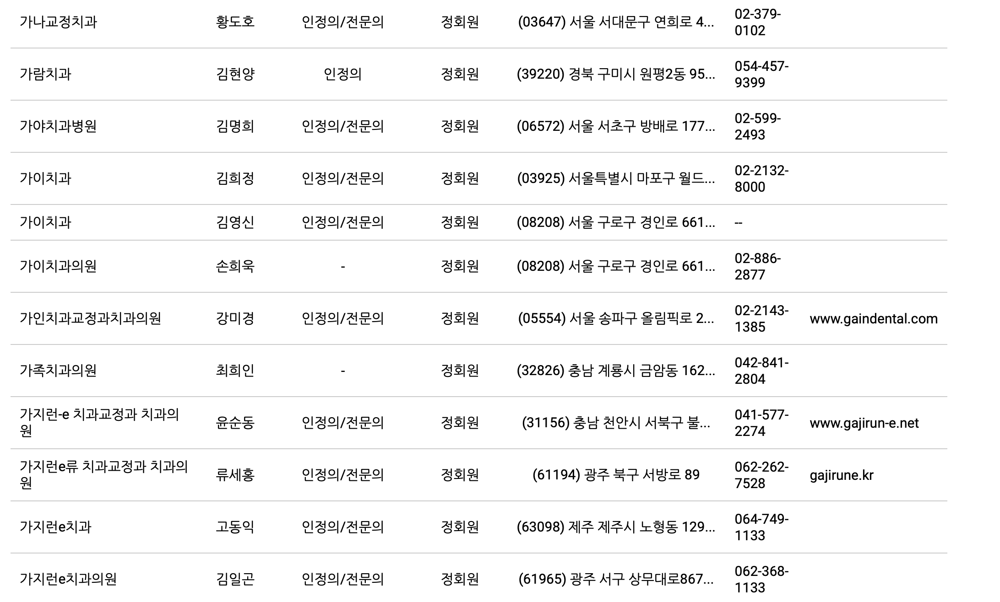 가나교정치과 황도호 인정의/전문의 정회원 (03647) 서울 서대문구 연희로 4... 02-379-
0102
가람치과 김현양 인정의 정회원 (39220) 경북 구미시 원평2동 95... 054-457-
9399
가야치과병원 김명희 인정의/전문의 정회원 (06572) 서울 서초구 방배로 177... 02-599-
2493
가이치과 김희정 인정의/전문의 정회원 (03925) 서울특별시 마포구 월드... 02-2132-
8000
가이치과 김영신 인정의/전문의 정회원 (08208) 서울 구로구 경인로 661... --
가이치과의원 손희욱 - 정회원 (08208) 서울 구로구 경인로 661... 02-886-
2877
가인치과교정과치과의원 강미경 인정의/전문의 정회원 (05554) 서울 송파구 올림픽로 2... 02-2143- www.gaindental.com
1385
가족치과의원 최희인 - 정회원 (32826) 충남 계룡시 금암동 162... 042-841-
2804
가지런-e 치과교정과 치과의 윤순동 인정의/전문의 정회원 (31156) 충남 천안시 서북구 불... 041-577- www.gajirun-e.net
원 2274
가지런e류 치과교정과 치과의 류세홍 인정의/전문의 정회원 (61194) 광주 북구 서방로 89 062-262- gajirune.kr
원 7528
가지런e치과 고동익 인정의/전문의 정회원 (63098) 제주 제주시 노형동 129... 064-749-
1133
가지런e치과의원 김일곤 인정의/전문의 정회원 (61965) 광주 서구 상무대로867... 062-368-
1133